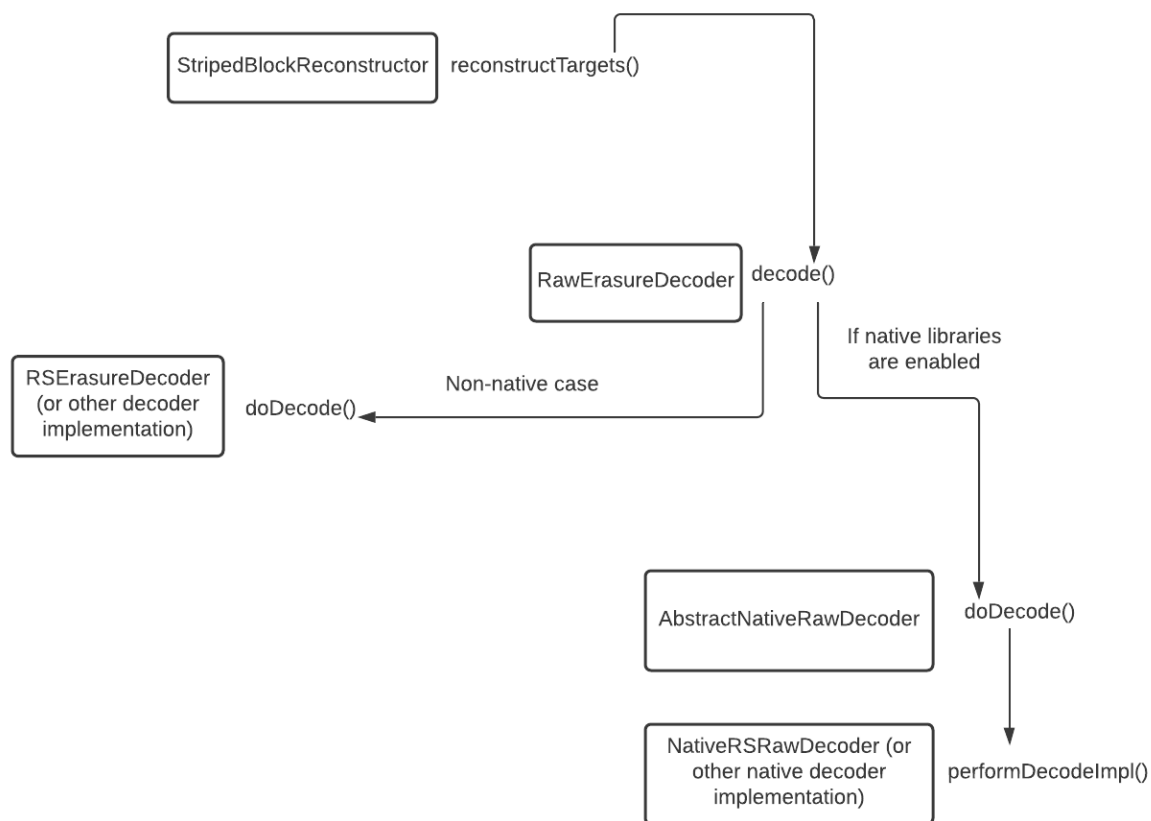 StripedBlockReconstructor
reconstructTargets()
RawErasureDecoder
decode()
If native libraries
are enabled
Non-native case
RSErasureDecoder
(or other decoder
implementation)
doDecode()
AbstractNativeRawDecoder
doDecode()
NativeRSRawDecoder (or
other native decoder
implementation)
performDecodeImpl()